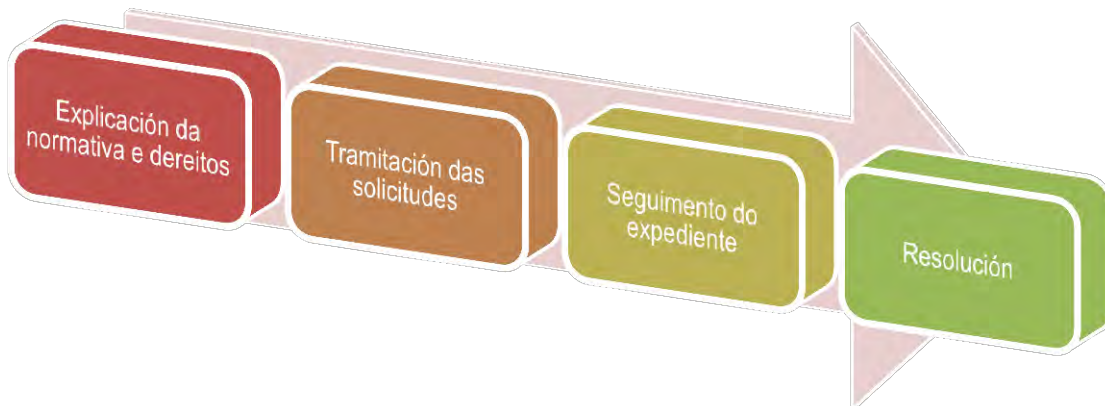 Explicación da
normativa e dereitos
Tramitación das
solicitudes
Seguimento do
expediente
Resolución